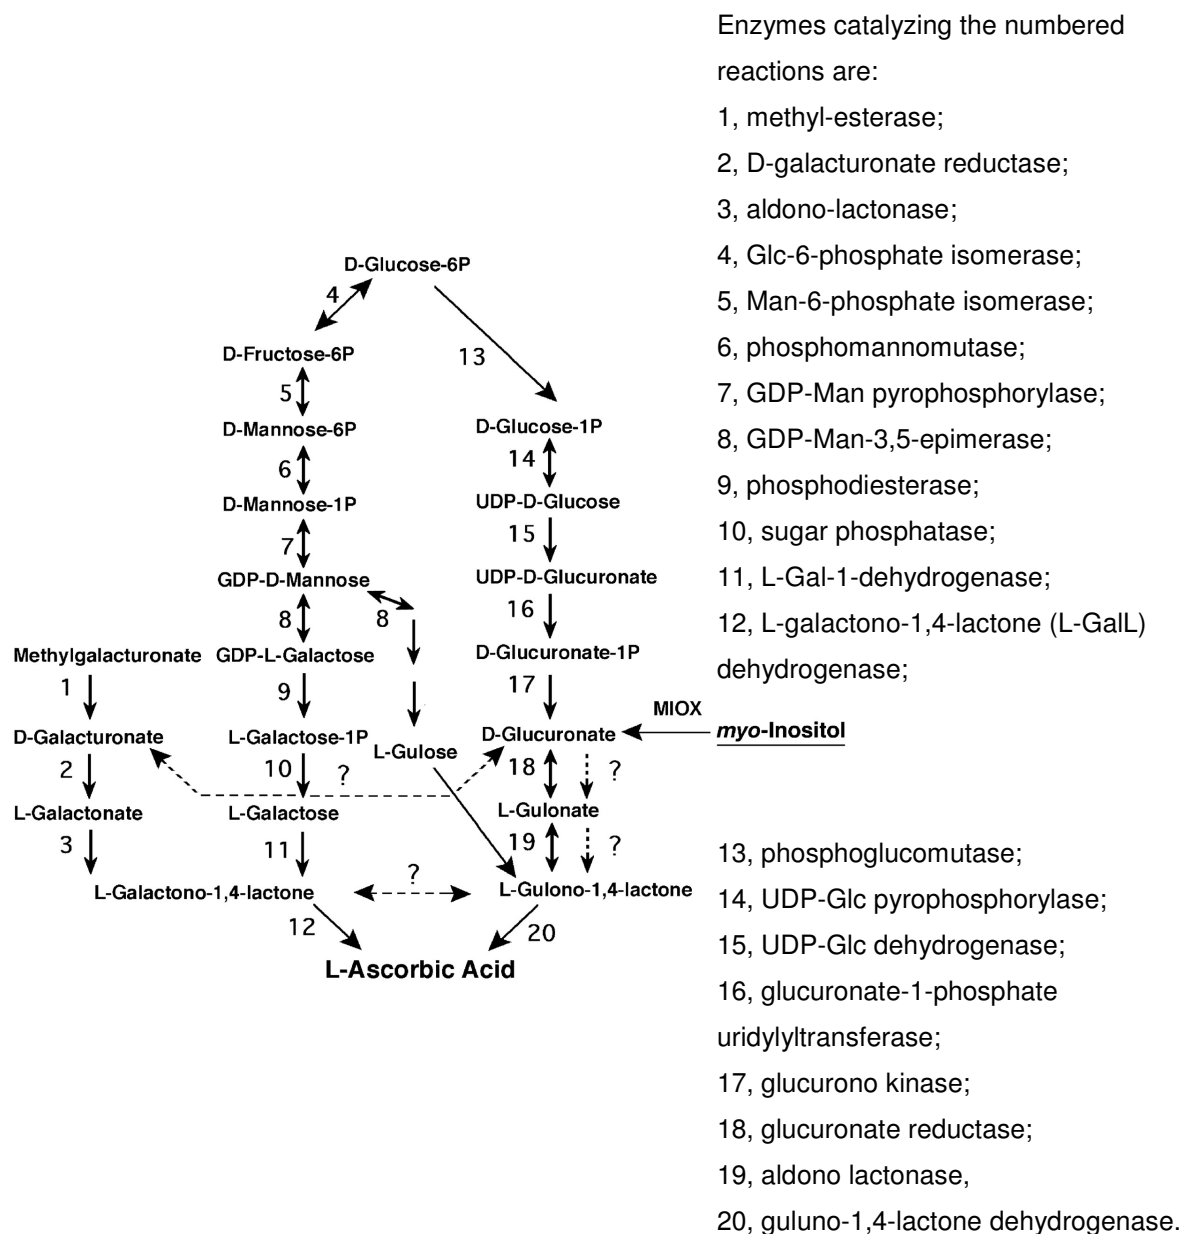 Enzymes catalyzing the numbered
reactions are:
1, methyl-esterase;
2, D-galacturonate reductase;
3, aldono-lactonase;
4, Glc-6-phosphate isomerase;
5, Man-6-phosphate isomerase;
6, phosphomannomutase;
7, GDP-Man pyrophosphorylase;
8, GDP-Man-3,5-epimerase;
9, phosphodiesterase;
10, sugar phosphatase;
11, L-Gal-1-dehydrogenase;
12, L-galactono-1,4-lactone (L-GalL)
dehydrogenase;
D-Glucose-6P
4
13
D-Fructose-6P
5
D-Mannose-6P
D-Glucose-1P
6
14
D-Mannose-1P
UDP-D-Glucose
7
15
GDP-D-Mannose
UDP-D-Glucuronate
8
8
16
Methylgalacturonate
GDP-L-Galactose
D-Glucuronate-1P
1
9
17
MIOX
D-Galacturonate
L-Galactose-1P
L-Gulose
D-Glucuronate
myo-Inositol
2
10
?
18
?
L-Galactonate
L-Galactose
L-Gulonate
3
11
19
?
?
L-Galactono-1,4-lactone
L-Gulono-1,4-lactone
12
20
L-Ascorbic Acid
13, phosphoglucomutase;
14, UDP-Glc pyrophosphorylase;
15, UDP-Glc dehydrogenase;
16, glucuronate-1-phosphate
uridylyltransferase;
17, glucurono kinase;
18, glucuronate reductase;
19, aldono lactonase,
20, guluno-1,4-lactone dehydrogenase.